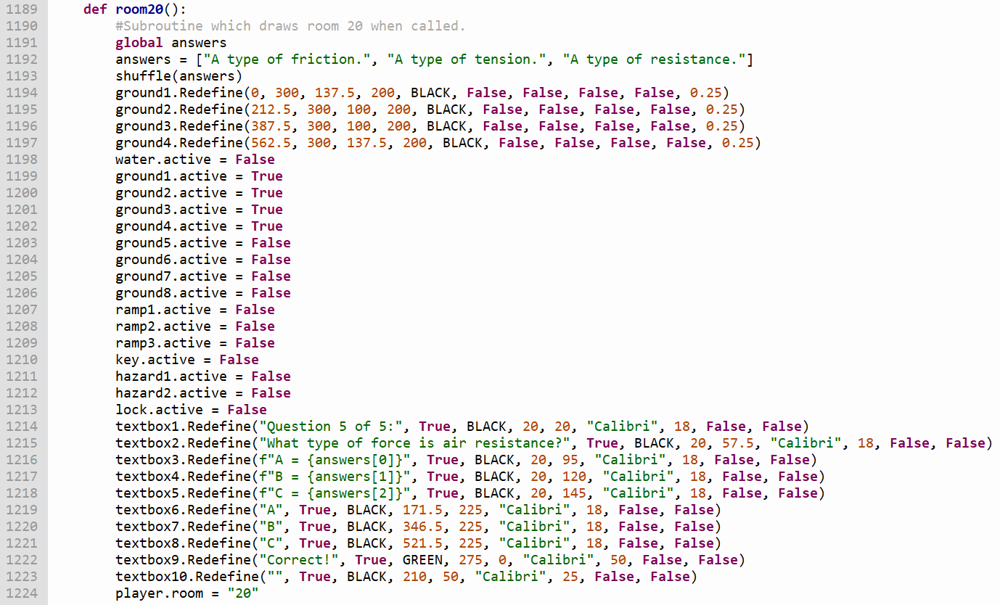 1189 def room20():
1190 #Subroutine which draws room 20 when called.
1191 global answers
1192 answers = ["A type of friction.", "A type of tension.", "A type of resistance."]
1193 shuffle(answers)
1194 ground1.Redefine(0, 300, 137.5, 200, BLACK, False, False, False, False, 0.25)
1195 ground2.Redefine(212.5, 300, 100, 200, BLACK, False, False, False, False, 0.25)
1196 ground3.Redefine(387.5, 300, 100, 200, BLACK, False, False, False, False, 0.25)
1197 ground4.Redefine(562.5, 300, 137.5, 200, BLACK, False, False, False, False, 0.25)
1198 water.active = False
1199 ground1.active = True
1200 ground2.active = True
1201 ground3.active = True
1202 ground4.active = True
1203 ground5.active = False
1204 ground6.active = False
1205 ground7.active = False
1206 ground8.active = False
1207 ramp1.active = False
1208 ramp2.active = False
1209 ramp3.active = False
1210 key.active = False
1211 hazard1.active = False
1212 hazard2.active = False
1213 lock.active = False
1214 textbox1.Redefine("Question 5 of 5:", True, BLACK, 20, 20, "Calibri", 18, False, False)
1215 textbox2.Redefine("What type of force is air resistance?", True, BLACK, 20, 57.5, "Calibri", 18, False, False)
1216 textbox3.Redefine(f"A = {answers[0]}", True, BLACK, 20, 95, "Calibri", 18, False, False)
1217 textbox4.Redefine(f"B = {answers[1]}", True, BLACK, 20, 120, "Calibri", 18, False, False)
1218 textbox5.Redefine(f"C = {answers[2]}", True, BLACK, 20, 145, "Calibri", 18, False, False)
1219 textbox6.Redefine("A", True, BLACK, 171.5, 225, "Calibri", 18, False, False)
1220 textbox7.Redefine("B", True, BLACK, 346.5, 225, "Calibri", 18, False, False)
1221 textbox8.Redefine("C", True, BLACK, 521.5, 225, "Calibri", 18, False, False)
1222 textbox9.Redefine("Correct!", True, GREEN, 275, 0, "Calibri", 50, False, False)
1223 textbox10.Redefine("", True, BLACK, 210, 50, "Calibri", 25, False, False)
1224 player.room = "20"